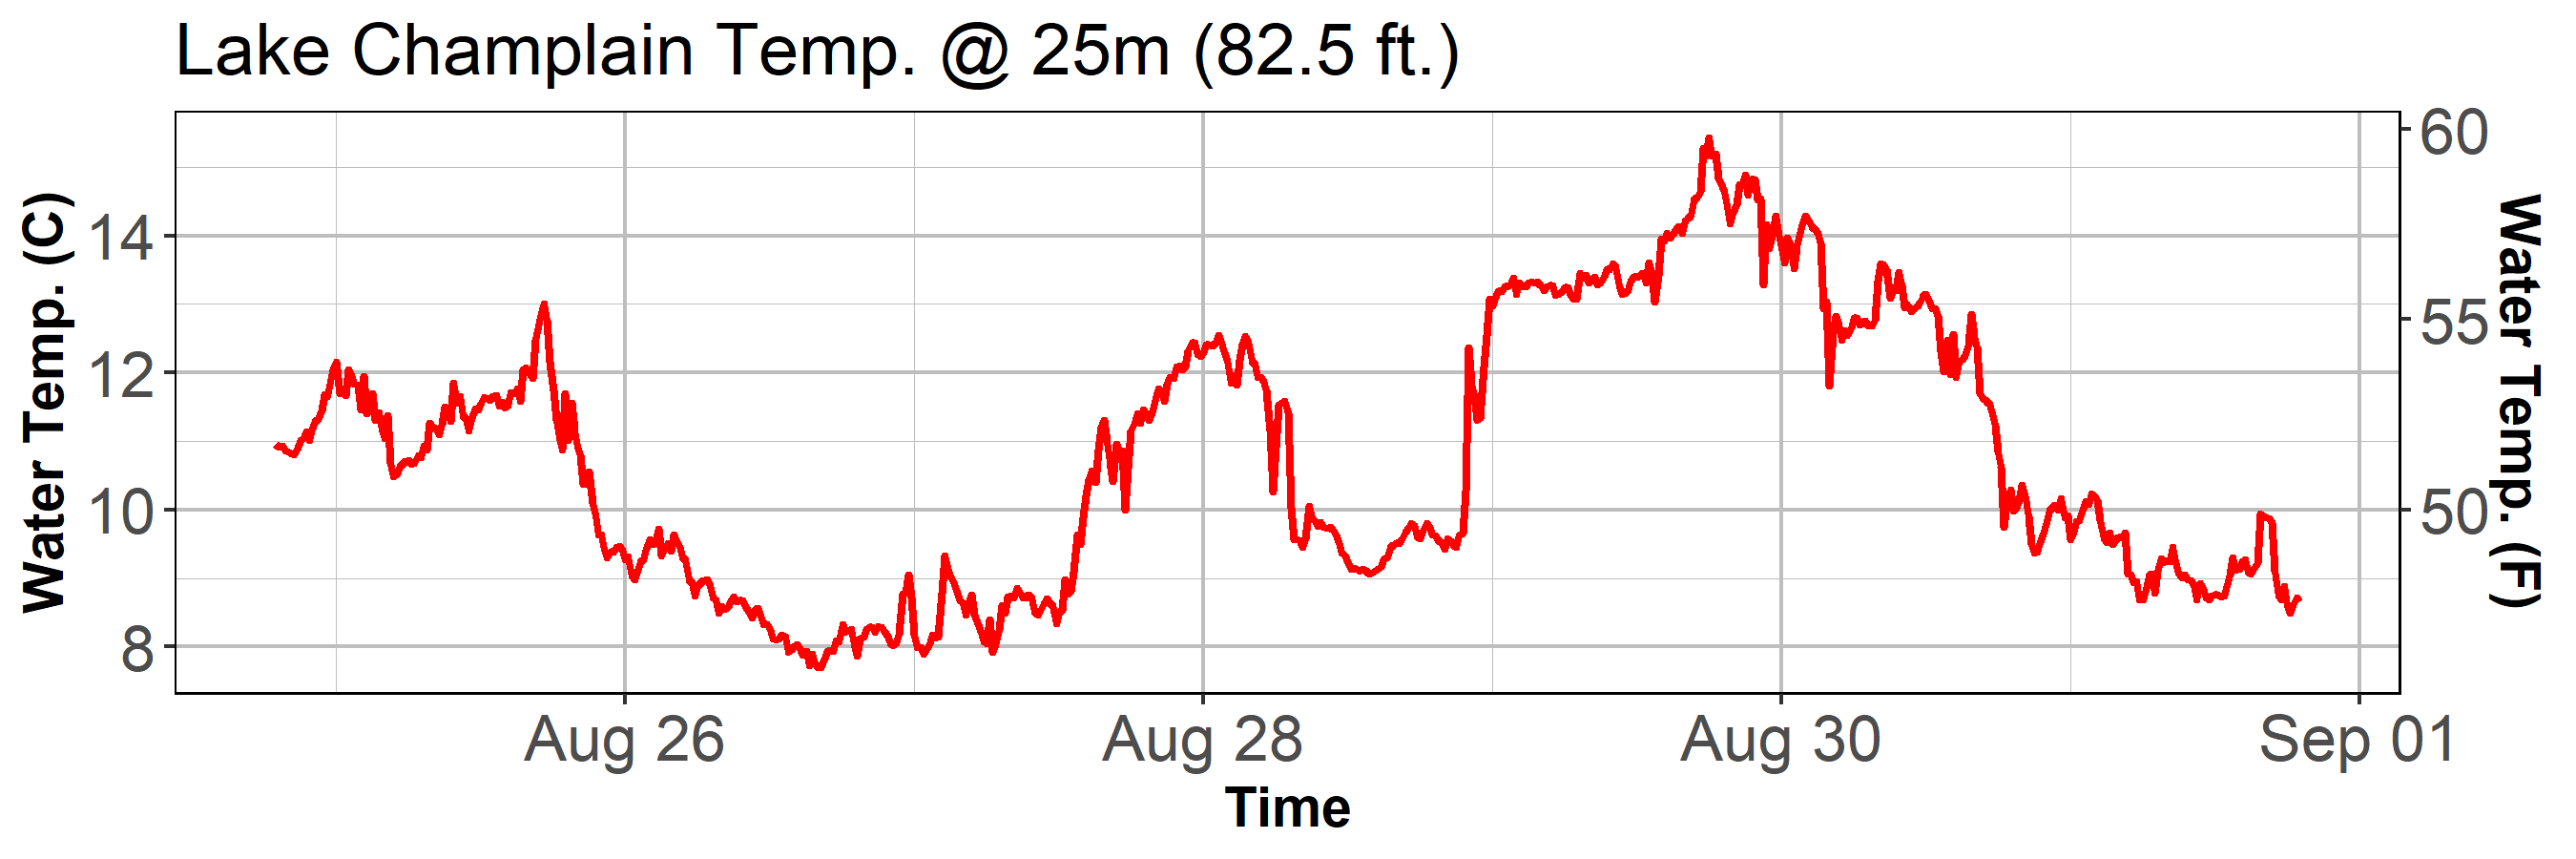 Lake Champlain Temp. @ 25m (82.5 ft.)
Water Temp. (C)
14
12
10
8
60
55
50
Water Temp. (F)
Aug 26
Aug 28
Aug 30
Sep 01
Time